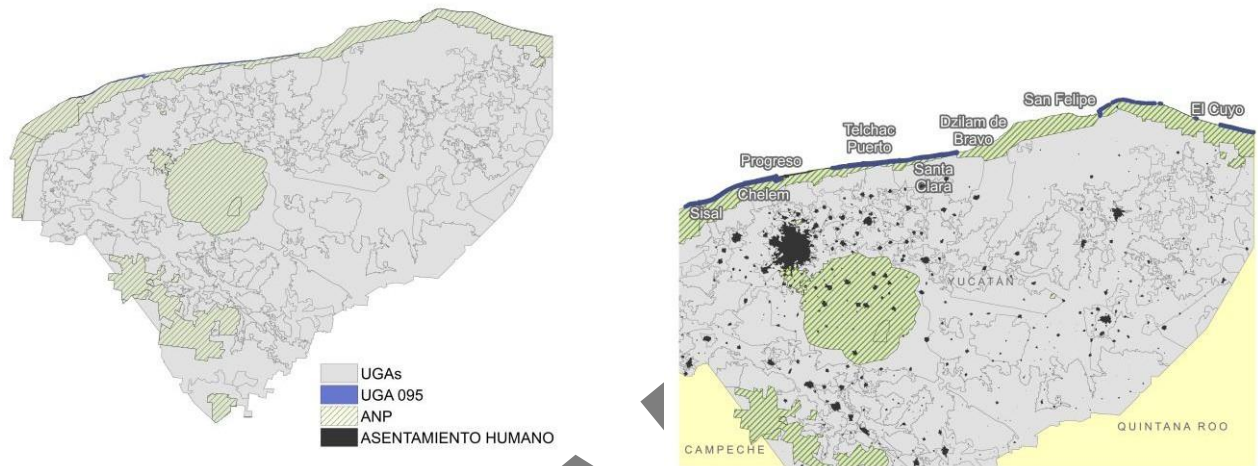 UGAs
UGA 095
ANP
ASENTAMIENTO HUMANO
San Felipe
El Cuyo
Telchac
Puerto
Dzilam de
Bravo
Progreso
Santa
Clara
Chelem
Sisal
YUCATÁN
QUINTANA ROO
CAMPECHE